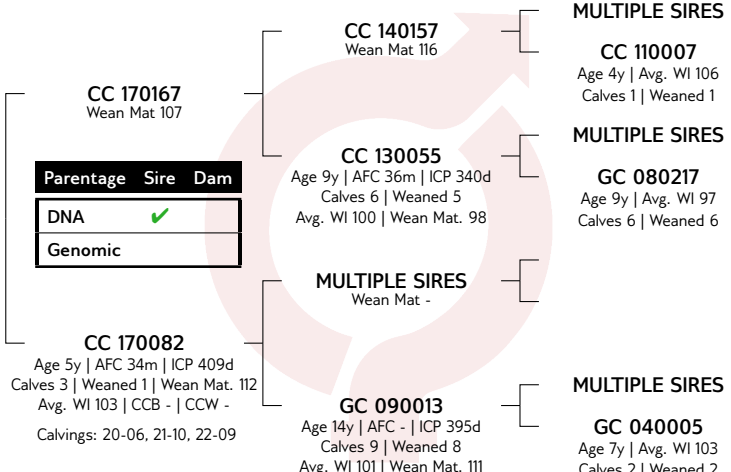 MULTIPLE SIRES
CC 140157
Wean Mat 116
CC 110007
Age 4y | Avg. WI 106
Calves 1 | Weaned 1
CC 170167
Wean Mat 107
MULTIPLE SIRES
CC 130055
Age 9y | AFC 36m | ICP 340d
Calves 6 | Weaned 5
Avg. WI 100 | Wean Mat. 98
GC 080217
Age 9y | Avg. WI 97
Calves 6 | Weaned 6
Parentage Sire Dam
DNA ✔
Genomic
MULTIPLE SIRES
Wean Mat -
CC 170082
Age 5y | AFC 34m | ICP 409d
Calves 3 | Weaned 1 | Wean Mat. 112
Avg. WI 103 | CCB - | CCW -
Calvings: 20-06, 21-10, 22-09
MULTIPLE SIRES
GC 090013
Age 14y | AFC - | ICP 395d
Calves 9 | Weaned 8
Avg. WI 101 | Wean Mat. 111
GC 040005
Age 7y | Avg. WI 103
Calves 2 | Weaned 2